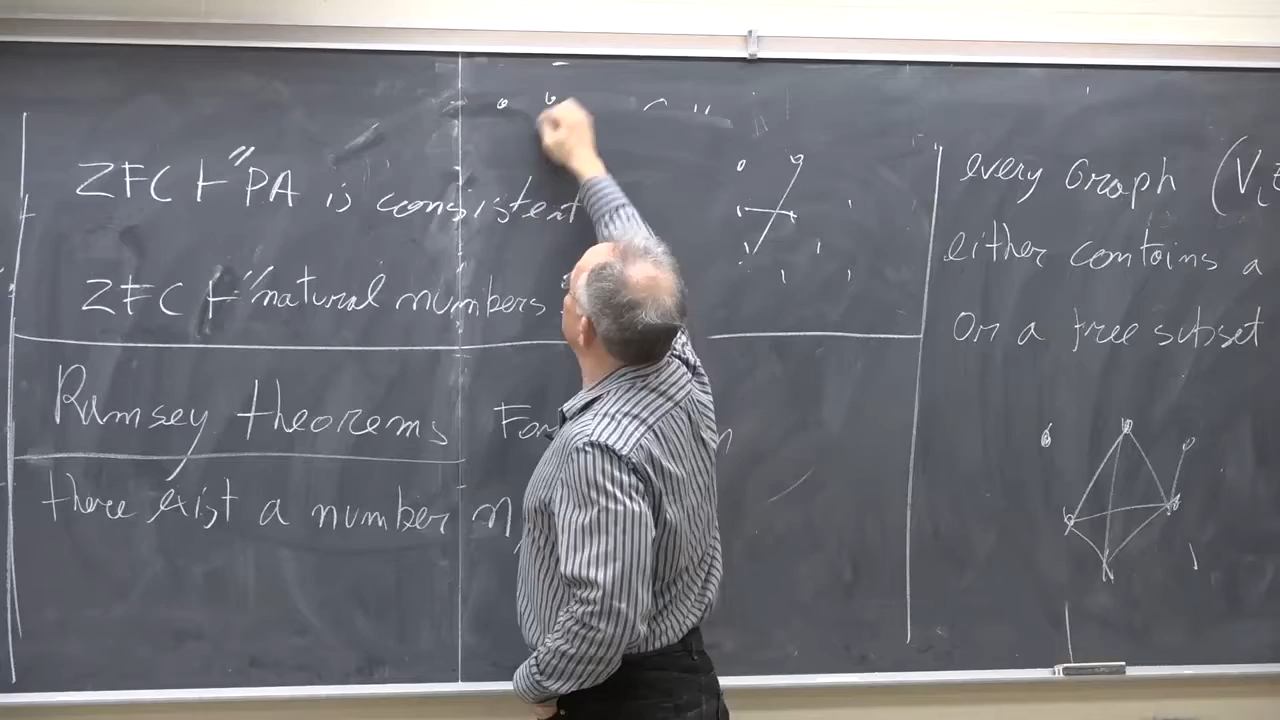 ZFC ⊢ "PA is consistent
ZFC ⊢ "natural numbers
Ramsey theorems
there exist a number n
every Graph (V,
either contains a
or a free subset